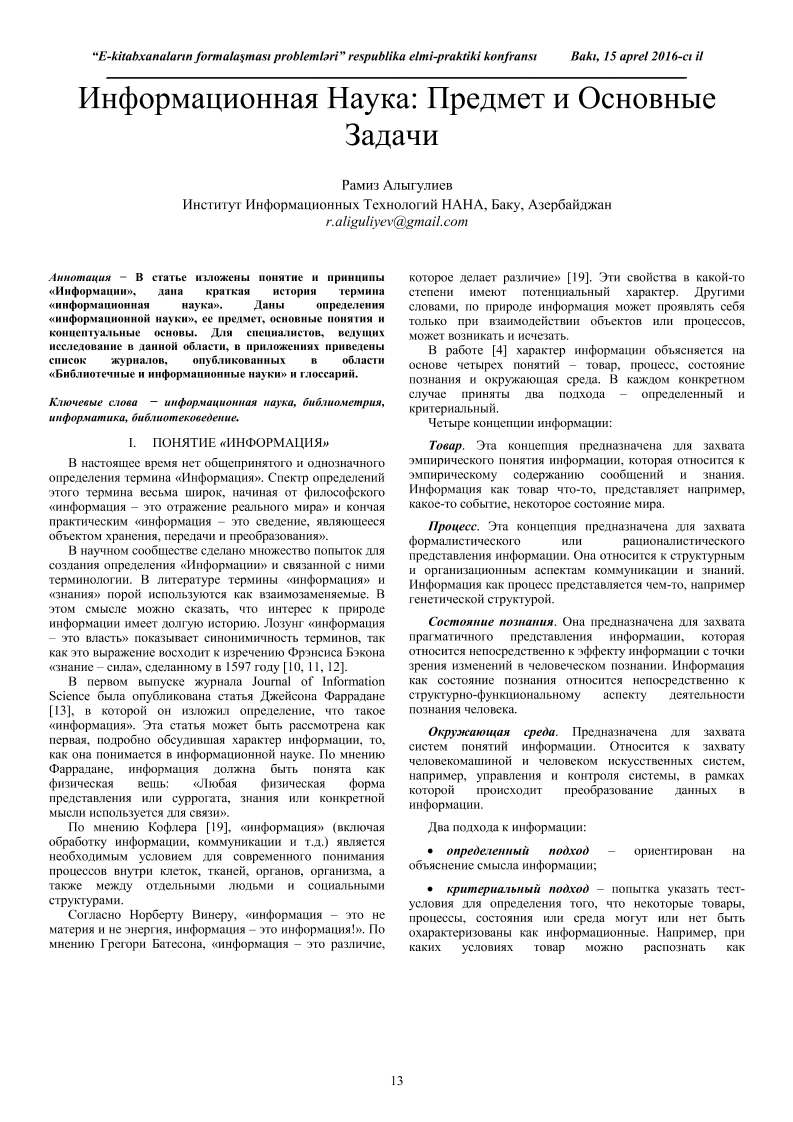 “E-kitabxanaların formalaşması problemləri” respublika elmi-praktiki konfransı Bakı, 15 aprel 2016-cı il
Информационная Наука: Предмет и Основные
Задачи
Рамиз Алыгулиев
Институт Информационных Технологий НАНА, Баку, Азербайджан
r.aliguliyev@gmail.com
Аннотация − В статье изложены понятие и принципы
«Информации», дана краткая история термина
«информационная наука». Даны определения
«информационной науки», ее предмет, основные понятия и
концептуальные основы. Для специалистов, ведущих
исследование в данной области, в приложениях приведены
список журналов, опубликованных в области
«Библиотечные и информационные науки» и глоссарий.
Ключевые слова − информационная наука, библиометрия,
информатика, библиотековедение.
I. ПОНЯТИЕ «ИНФОРМАЦИЯ»
В настоящее время нет общепринятого и однозначного
определения термина «Информация». Спектр определений
этого термина весьма широк, начиная от философского
«информация – это отражение реального мира» и кончая
практическим «информация – это сведение, являющееся
объектом хранения, передачи и преобразования».
В научном сообществе сделано множество попыток для
создания определения «Информации» и связанной с ними
терминологии. В литературе термины «информация» и
«знания» порой используются как взаимозаменяемые. В
этом смысле можно сказать, что интерес к природе
информации имеет долгую историю. Лозунг «информация
– это власть» показывает синонимичность терминов, так
как это выражение восходит к изречению Фрэнсиса Бэкона
«знание – сила», сделанному в 1597 году [10, 11, 12].
В первом выпуске журнала Journal of Information
Science была опубликована статья Джейсона Фаррадане
[13], в которой он изложил определение, что такое
«информация». Эта статья может быть рассмотрена как
первая, подробно обсудившая характер информации, то,
как она понимается в информационной науке. По мнению
Фаррадане, информация должна быть понята как
физическая вещь: «Любая физическая форма
представления или суррогата, знания или конкретной
мысли используется для связи».
По мнению Кофлера [19], «информация» (включая
обработку информации, коммуникации и т.д.) является
необходимым условием для современного понимания
процессов внутри клеток, тканей, органов, организма, а
также между отдельными людьми и социальными
структурами.
Согласно Норберту Винеру, «информация – это не
материя и не энергия, информация – это информация!». По
мнению Грегори Батесона, «информация – это различие,
которое делает различие» [19]. Эти свойства в какой-то
степени имеют потенциальный характер. Другими
словами, по природе информация может проявлять себя
только при взаимодействии объектов или процессов,
может возникать и исчезать.
В работе [4] характер информации объясняется на
основе четырех понятий – товар, процесс, состояние
познания и окружающая среда. В каждом конкретном
случае приняты два подхода – определенный и
критериальный.
Четыре концепции информации:
Товар. Эта концепция предназначена для захвата
эмпирического понятия информации, которая относится к
эмпирическому содержанию сообщений и знания.
Информация как товар что-то, представляет например,
какое-то событие, некоторое состояние мира.
Процесс. Эта концепция предназначена для захвата
формалистического или рационалистического
представления информации. Она относится к структурным
и организационным аспектам коммуникации и знаний.
Информация как процесс представляется чем-то, например
генетической структурой.
Состояние познания. Она предназначена для захвата
прагматичного представления информации, которая
относится непосредственно к эффекту информации с точки
зрения изменений в человеческом познании. Информация
как состояние познания относится непосредственно к
структурно-функциональному аспекту деятельности
познания человека.
Окружающая среда. Предназначена для захвата
систем понятий информации. Относится к захвату
человекомашиной и человеком искусственных систем,
например, управления и контроля системы, в рамках
которой происходит преобразование данных в
информации.
Два подхода к информации:
• определенный подход – ориентирован на
объяснение смысла информации;
• критериальный подход – попытка указать тест-
условия для определения того, что некоторые товары,
процессы, состояния или среда могут или нет быть
охарактеризованы как информационные. Например, при
каких условиях товар можно распознать как
13